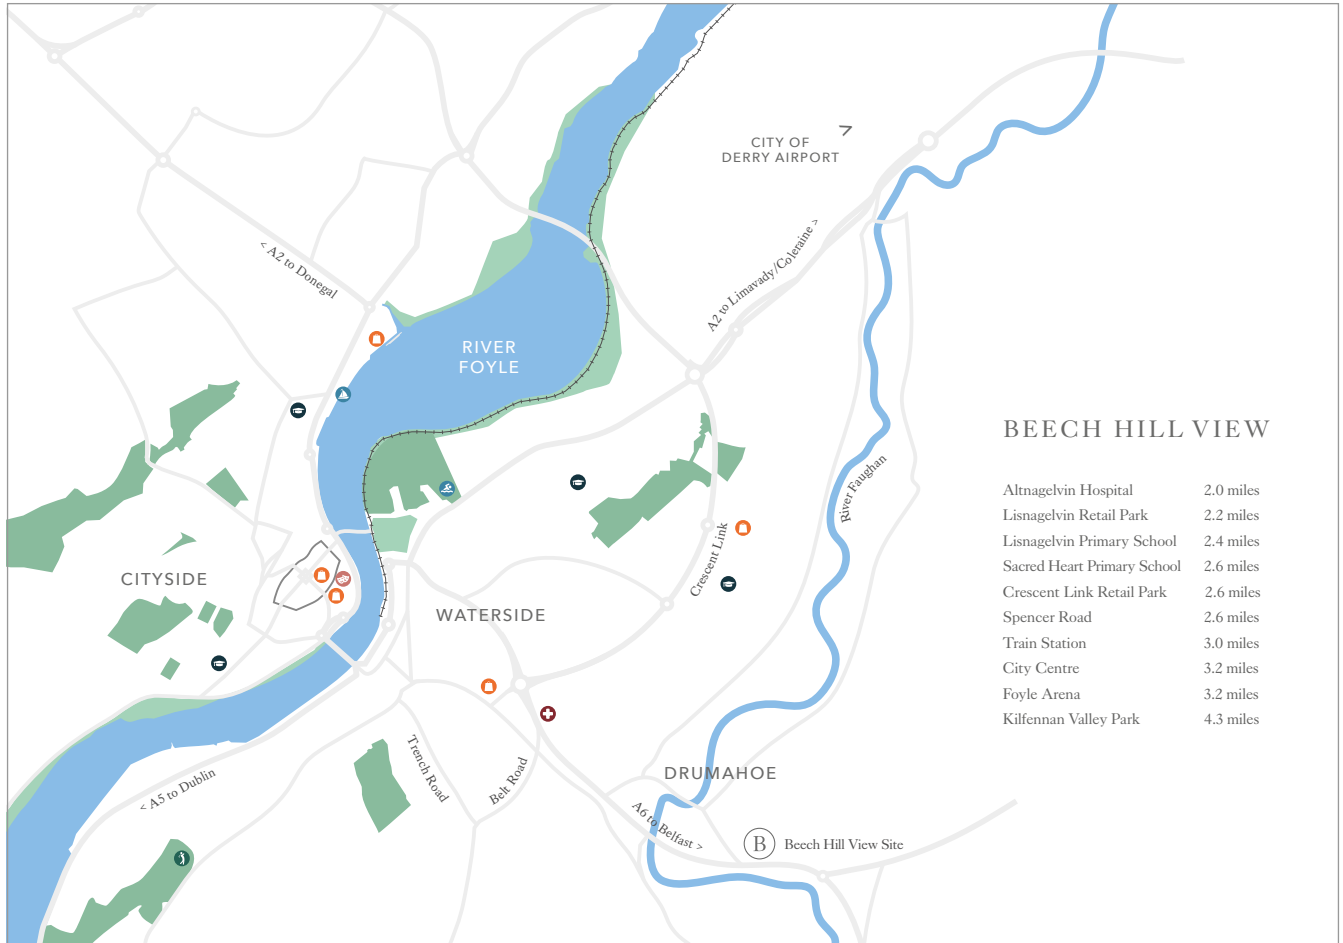 CITY OF
DERRY AIRPORT
< A2 to Donegal
A2 to Limavady/Coleraine >
RIVER
FOYLE
BEECH HILL VIEW
Altnagelvin Hospital 2.0 miles
Lisnagelvin Retail Park 2.2 miles
Lisnagelvin Primary School 2.4 miles
Sacred Heart Primary School 2.6 miles
Crescent Link Retail Park 2.6 miles
Spencer Road 2.6 miles
Train Station 3.0 miles
City Centre 3.2 miles
Foyle Arena 3.2 miles
Kilfennan Valley Park 4.3 miles
River Faughan
Crescent Link
CITYSIDE
WATERSIDE
Trench Road
Belt Road
< A5 to Dublin
DRUMAHOE
A6 to Belfast >
B Beech Hill View Site